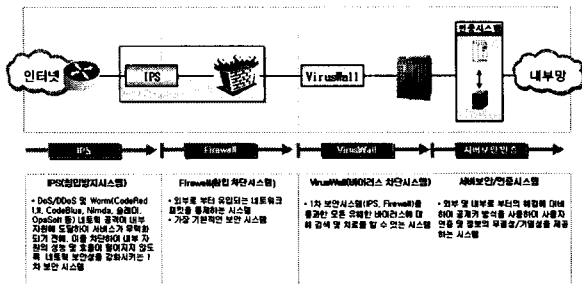 인증시스템
인터넷
IPS
VirusWall
내부망
IPS
Firewall
VirusWall
서버보안/인증
IPS(침입방지시스템)
• DoS/DDoS 및 Worm(CodeRed
I,II, CodeBlue, Nimda, 슬래머,
OpaSoft 등) 네트웍 공격이 내부
자원에 도달하여 서비스가 무력화
되기 전에, 이를 차단하여 내부 자
원의 성능 및 효율이 떨어지지 않도
록 네트웍 보안성을 강화시키는 1
차 보안 시스템
Firewall(침입 차단시스템)
• 외부로 부터 유입되는 네트워크
패킷을 통제하는 시스템
• 가장 기본적인 보안 시스템
VirusWall(바이러스 차단시스템)
• 1차 보안시스템(IPS, Firewall)을
통과한 모든 유해한 바이러스에 대
해 검색 및 치료를 할 수 있는 시스템
서버보안/인증시스템
• 외부 및 내부로 부터의 해킹에 대비
하여 공개키 방식을 사용하여 사용자
인증 및 정보의 무결성/기밀성을 제공
하는 시스템